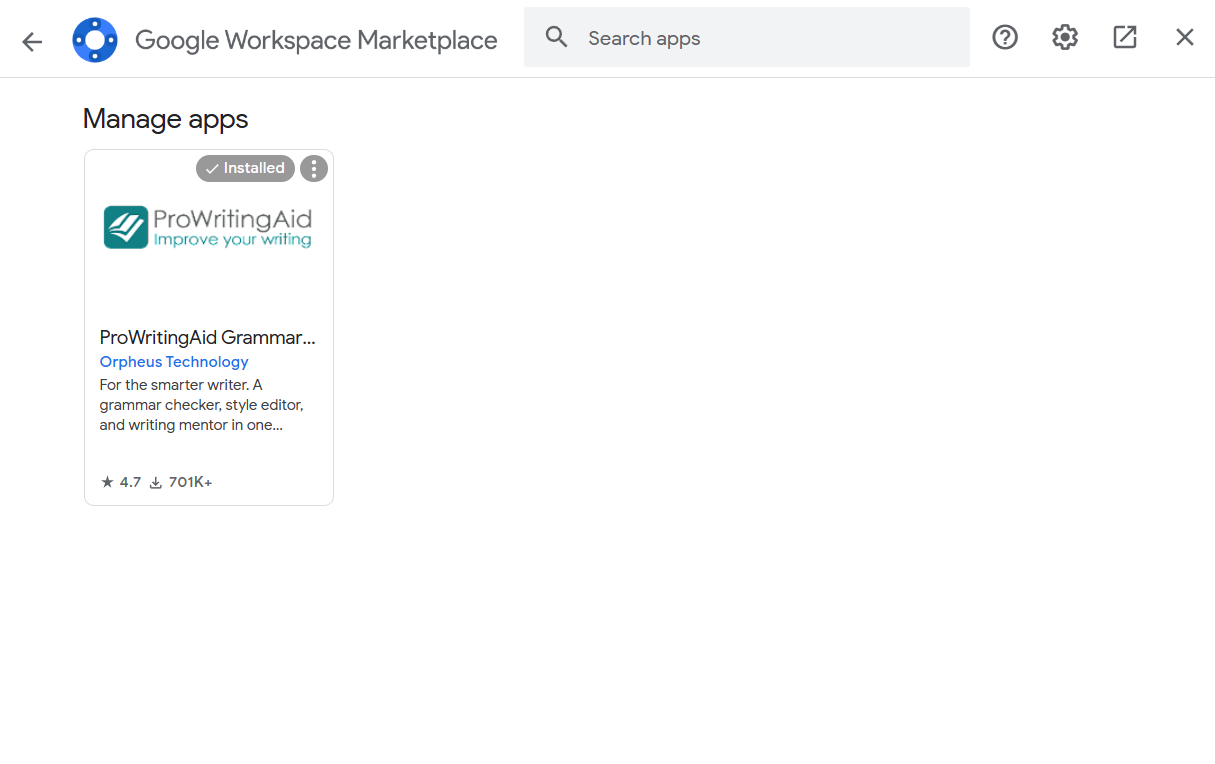 Google Workspace Marketplace
Search apps
Manage apps
Installed
ProWritingAid
Improve your writing
ProWritingAid Grammar...
Orpheus Technology
For the smarter writer. A
grammar checker, style editor,
and writing mentor in one...
4.7 701K+